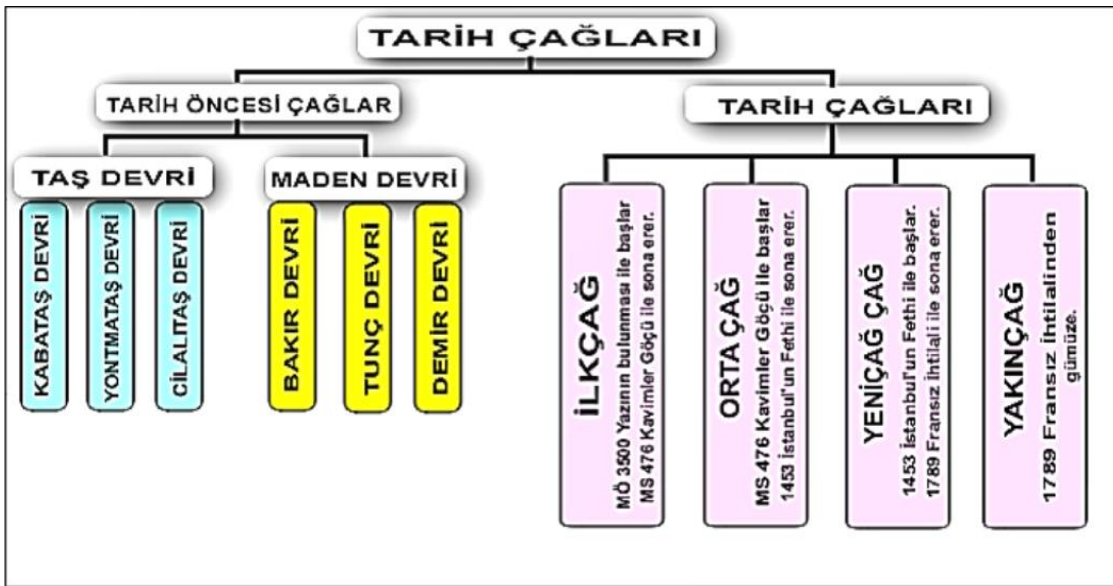 TARİH ÇAĞLARI
TARİH ÖNCESİ ÇAĞLAR
TARİH ÇAĞLARI
TAŞ DEVRİ
MADEN DEVRİ
KABATAŞ DEVRİ
YONTMATAŞ DEVRİ
CİLALITAŞ DEVRİ
BAKIR DEVRİ
TUNÇ DEVRİ
DEMİR DEVRİ
İLKÇAĞ
MÖ 3500 Yazının bulunması ile başlar
MS 476 Kavimler Göçü ile sona erer.
ORTA ÇAĞ
MS 476 Kavimler Göçü ile başlar
1453 İstanbul'un Fethi ile sona erer.
YENİÇAĞ ÇAĞ
1453 İstanbul'un Fethi ile başlar.
1789 Fransız İhtilali ile sona erer.
YAKINÇAĞ
1789 Fransız İhtilalinden
gümüze.